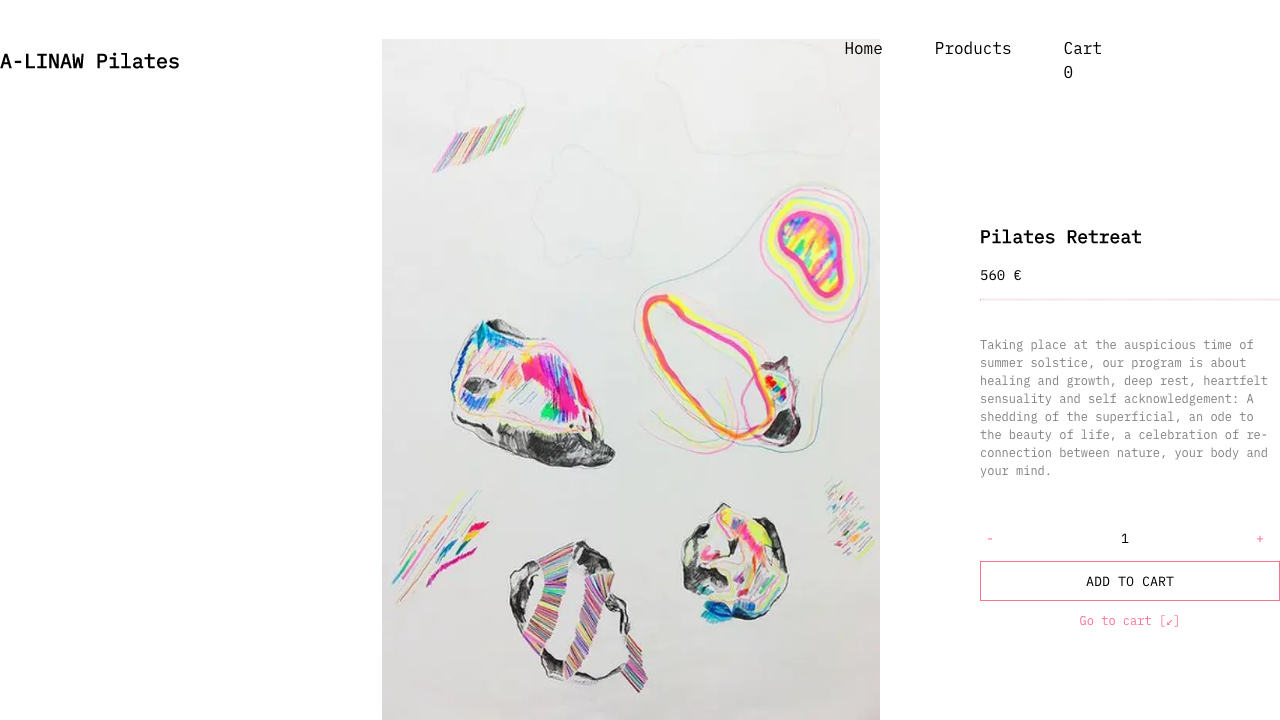 A-LINAW Pilates
Home
Products
Cart
0
Pilates Retreat
560 €
Taking place at the auspicious time of
summer solstice, our program is about
healing and growth, deep rest, heartfelt
sensuality and self acknowledgement: A
shedding of the superficial, an ode to
the beauty of life, a celebration of re-
connection between nature, your body and
your mind.
- 1 +
ADD TO CART
Go to cart [↙]